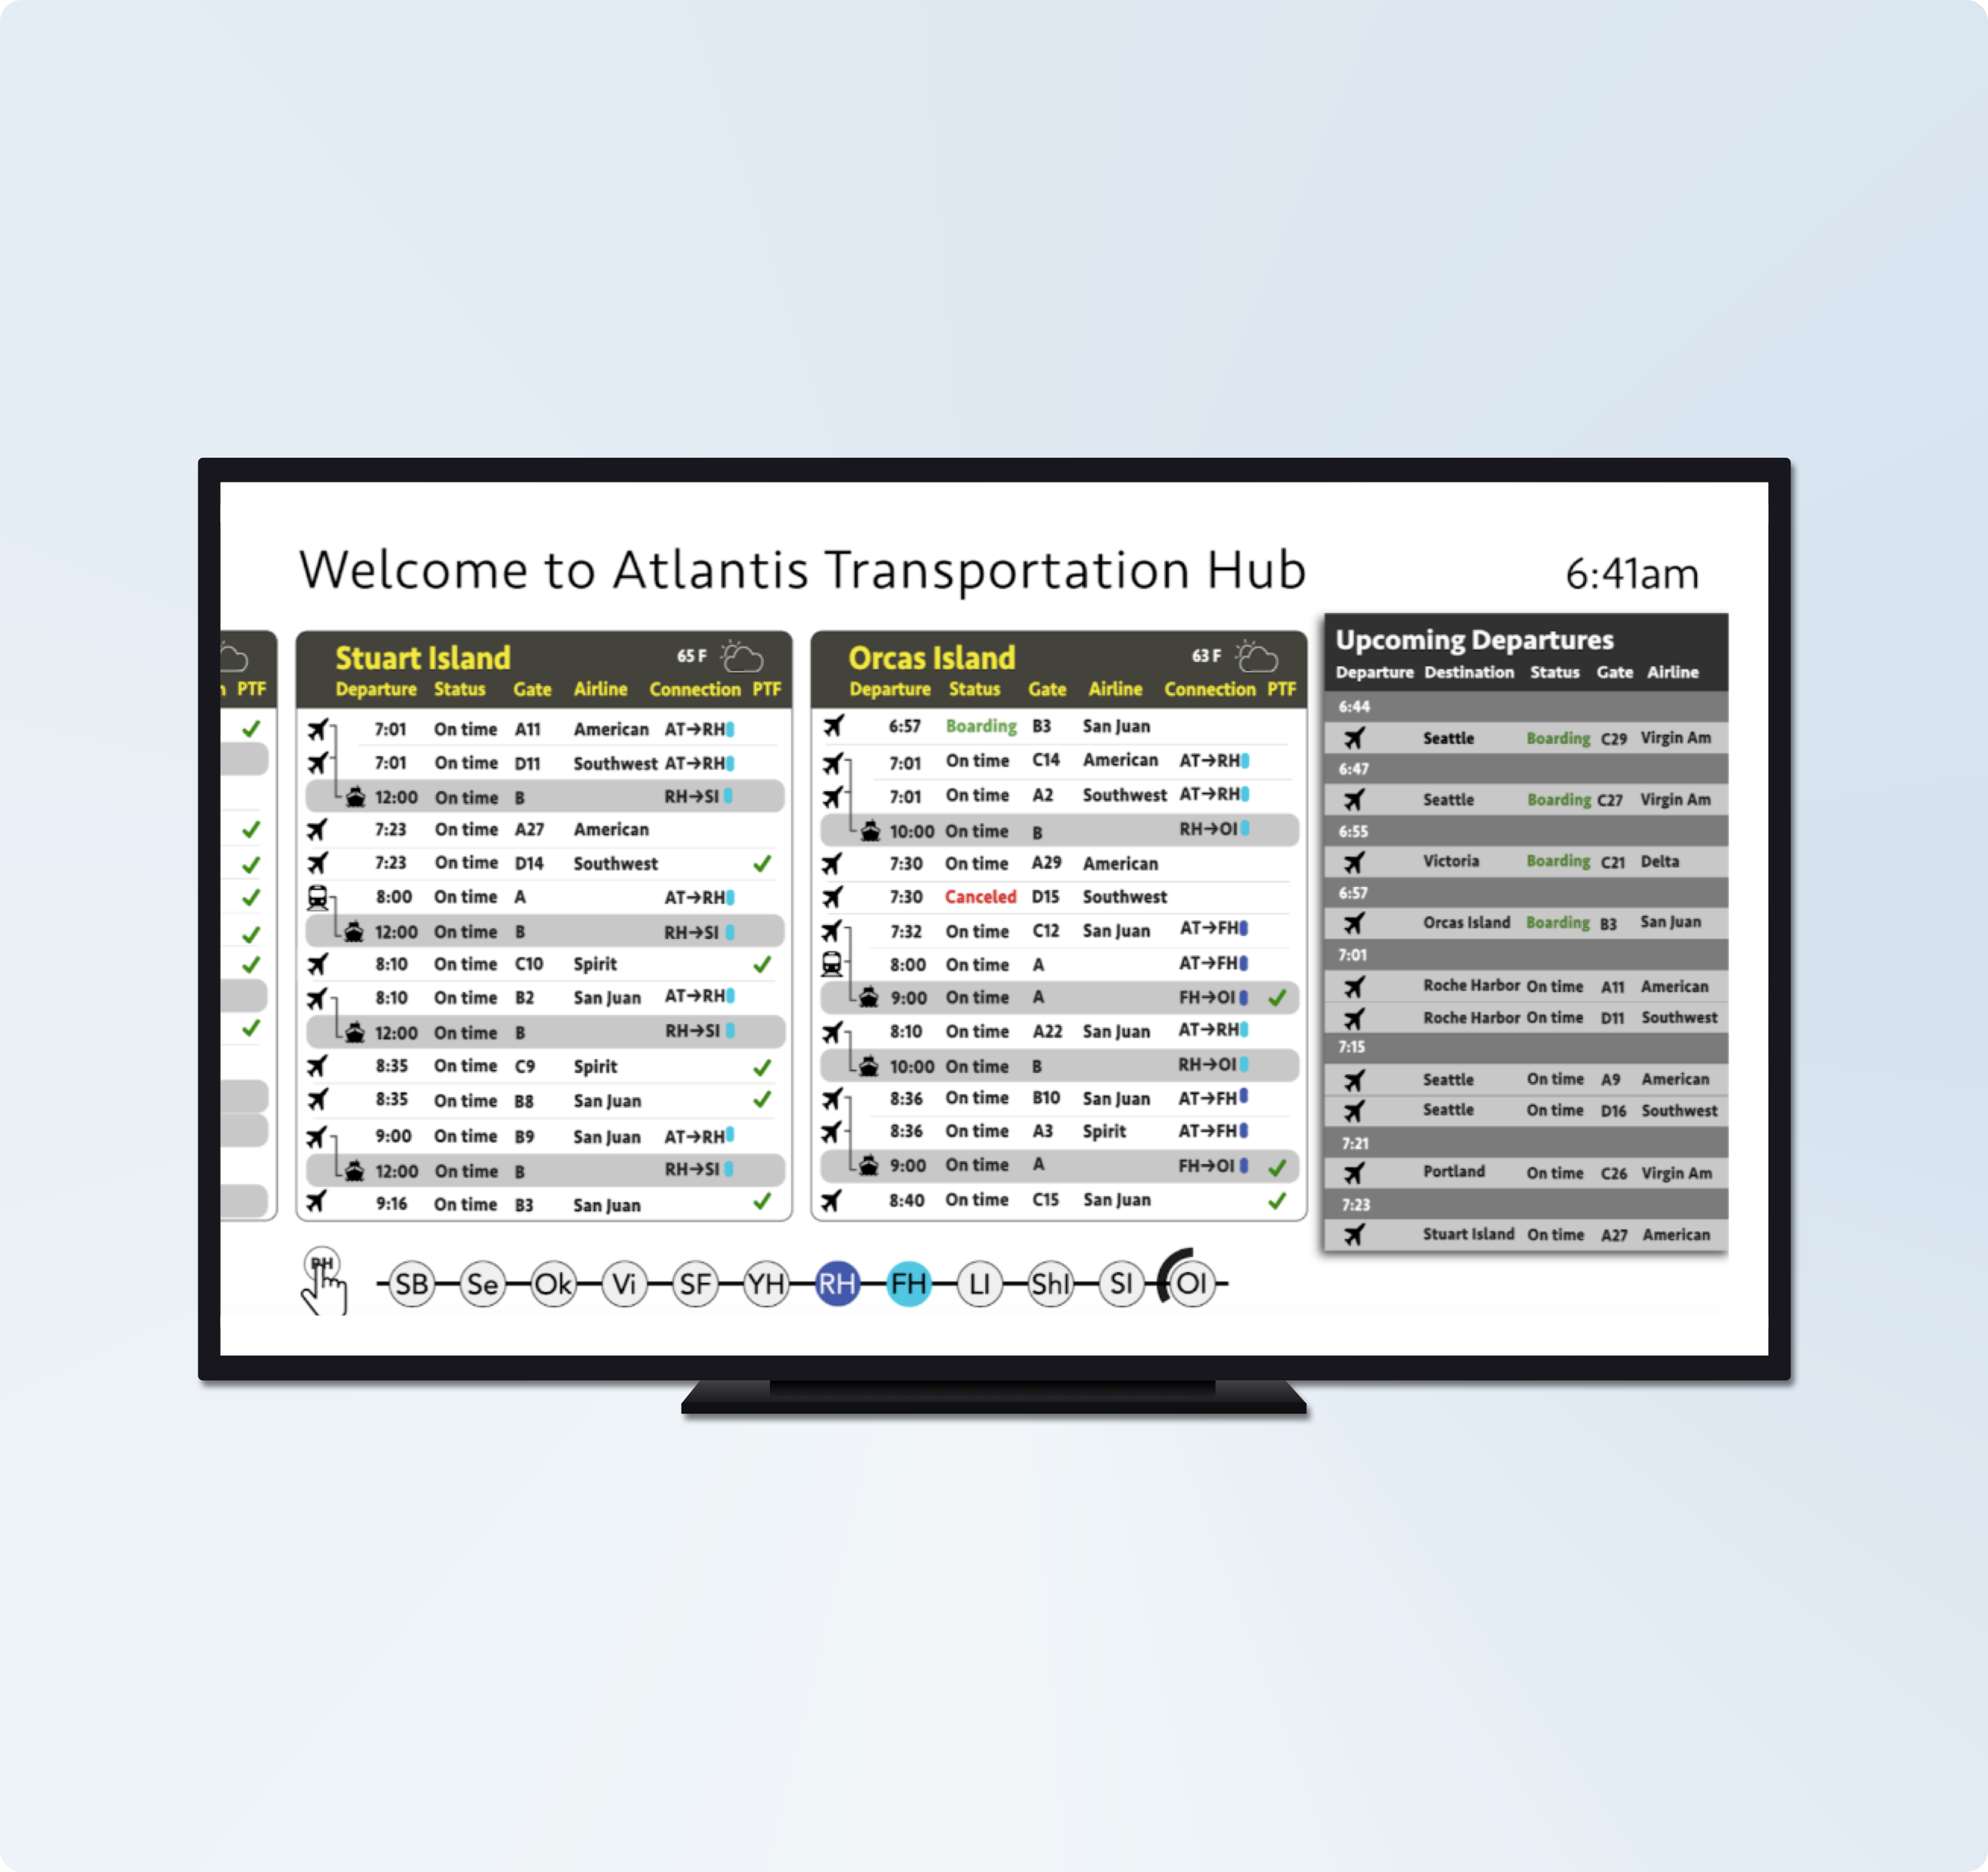 Welcome to Atlantis Transportation Hub
6:41am
PTF
Stuart Island 65 F
Departure Status Gate Airline Connection PTF
7:01 On time A11 American AT→RH
7:01 On time D11 Southwest AT→RH
12:00 On time B RH→SI
7:23 On time A27 American
7:23 On time D14 Southwest ✓
8:00 On time A AT→RH
12:00 On time B RH→SI
8:10 On time C10 Spirit ✓
8:10 On time B2 San Juan AT→RH
12:00 On time B RH→SI
8:35 On time C9 Spirit ✓
8:35 On time B8 San Juan ✓
9:00 On time B9 San Juan AT→RH
12:00 On time B RH→SI
9:16 On time B3 San Juan ✓
Orcas Island 63 F
Departure Status Gate Airline Connection PTF
6:57 Boarding B3 San Juan
7:01 On time C14 American AT→RH
7:01 On time A2 Southwest AT→RH
10:00 On time B RH→OI
7:30 On time A29 American
7:30 Canceled D15 Southwest
7:32 On time C12 San Juan AT→FH
8:00 On time A AT→FH
9:00 On time A FH→OI ✓
8:10 On time A22 San Juan AT→RH
10:00 On time B RH→OI
8:36 On time B10 San Juan AT→FH
8:36 On time A3 Spirit AT→FH
9:00 On time A FH→OI ✓
8:40 On time C15 San Juan ✓
Upcoming Departures
Departure Destination Status Gate Airline
6:44
Seattle Boarding C29 Virgin Am
6:47
Seattle Boarding C27 Virgin Am
6:55
Victoria Boarding C21 Delta
6:57
Orcas Island Boarding B3 San Juan
7:01
Roche Harbor On time A11 American
Roche Harbor On time D11 Southwest
7:15
Seattle On time A9 American
Seattle On time D16 Southwest
7:21
Portland On time C26 Virgin Am
7:23
Stuart Island On time A27 American
SB Se Ok Vi SF YH RH FH LI ShI SI OI